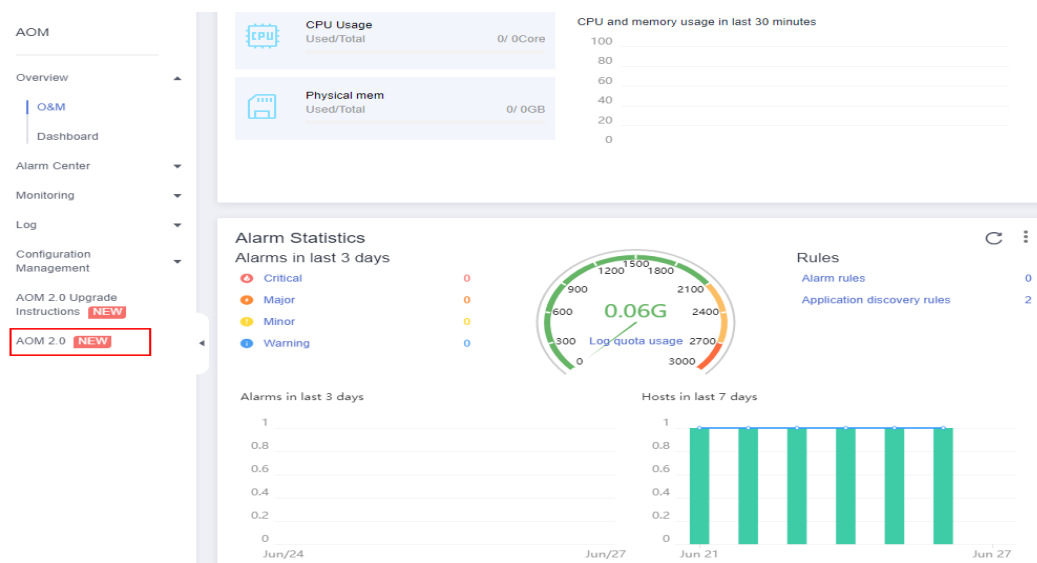 AOM
Overview
O&M
Dashboard
Alarm Center
Monitoring
Log
Configuration
Management
AOM 2.0 Upgrade
Instructions NEW
AOM 2.0 NEW
CPU
CPU Usage
Used/Total 0/ 0Core
Physical mem
Used/Total 0/ 0GB
CPU and memory usage in last 30 minutes
100
80
60
40
20
0
Alarm Statistics
Alarms in last 3 days
Critical 0
Major 0
Minor 0
Warning 0
0
300
600
900
1200
1500
1800
2100
2400
2700
3000
0.06G
Log quota usage
Rules
Alarm rules 0
Application discovery rules 2
Alarms in last 3 days
1
0.8
0.6
0.4
0.2
0
Jun/24 Jun/27
Hosts in last 7 days
1
0.8
0.6
0.4
0.2
0
Jun 21 Jun 27